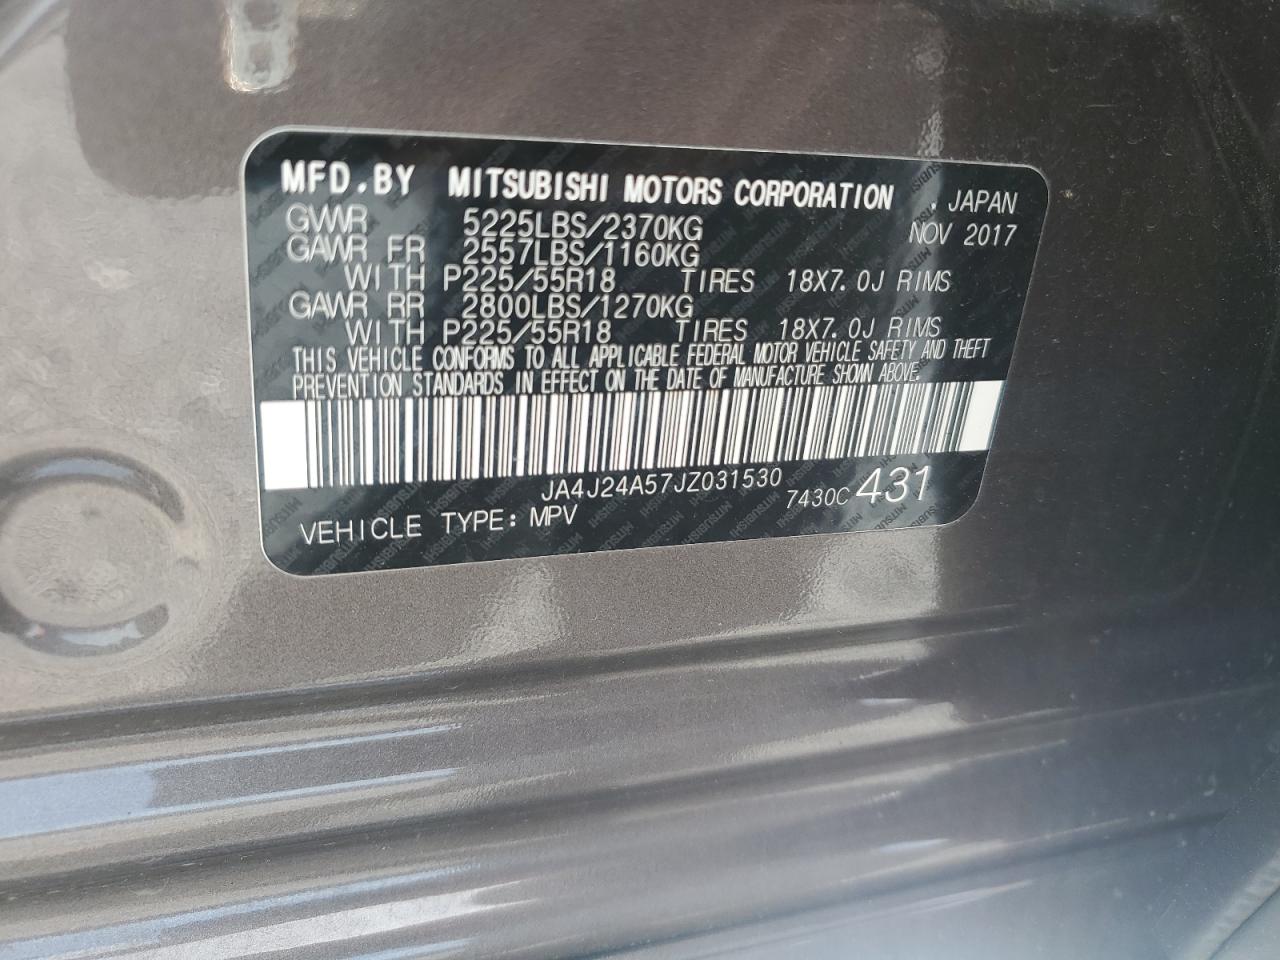 MFD.BY MITSUBISHI MOTORS CORPORATION . JAPAN
GVWR 5225LBS/2370KG NOV 2017
GAWR FR 2557LBS/1160KG
WITH P225/55R18 TIRES 18X7.0J RIMS
GAWR RR 2800LBS/1270KG
WITH P225/55R18 TIRES 18X7.0J RIMS
THIS VEHICLE CONFORMS TO ALL APPLICABLE FEDERAL MOTOR VEHICLE SAFETY AND THEFT
PREVENTION STANDARDS IN EFFECT ON THE DATE OF MANUFACTURE SHOWN ABOVE.
JA4J24A57JZ031530 7430C 431
VEHICLE TYPE: MPV